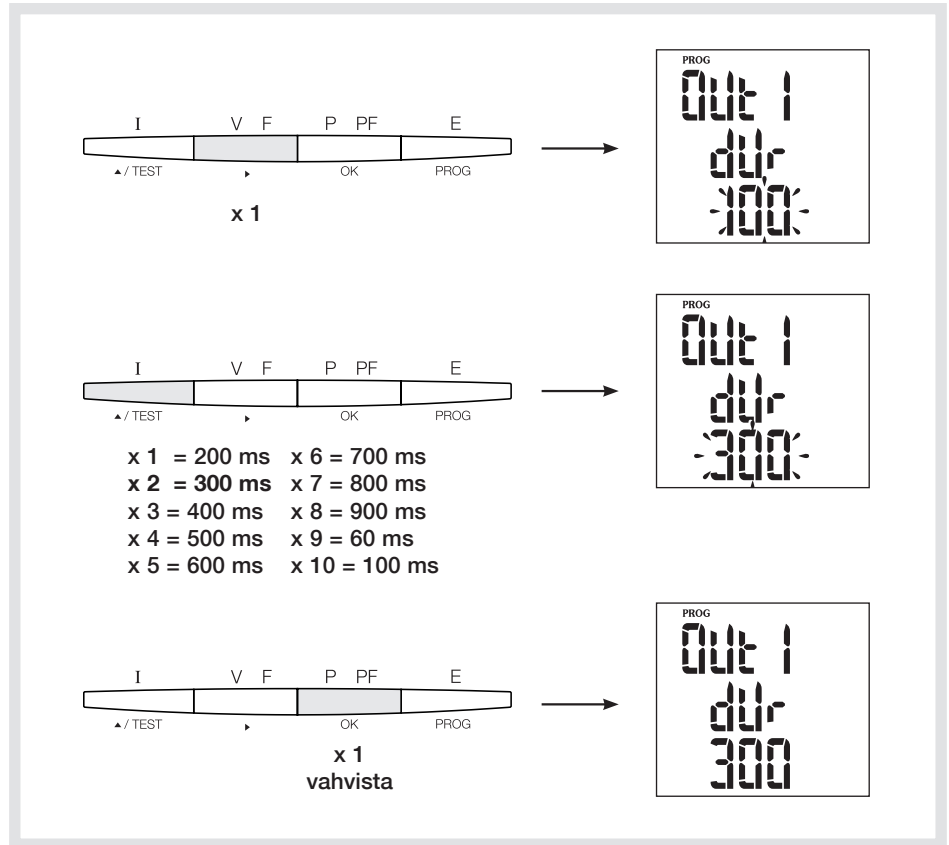 PROG
I V F P PF E
▲ / TEST ▶ OK PROG
x 1
OUt 1
dUr
100
PROG
I V F P PF E
▲ / TEST ▶ OK PROG
OUt 1
dUr
300
x 1 = 200 ms x 6 = 700 ms
x 2 = 300 ms x 7 = 800 ms
x 3 = 400 ms x 8 = 900 ms
x 4 = 500 ms x 9 = 60 ms
x 5 = 600 ms x 10 = 100 ms
PROG
I V F P PF E
▲ / TEST ▶ OK PROG
x 1
vahvista
OUt 1
dUr
300